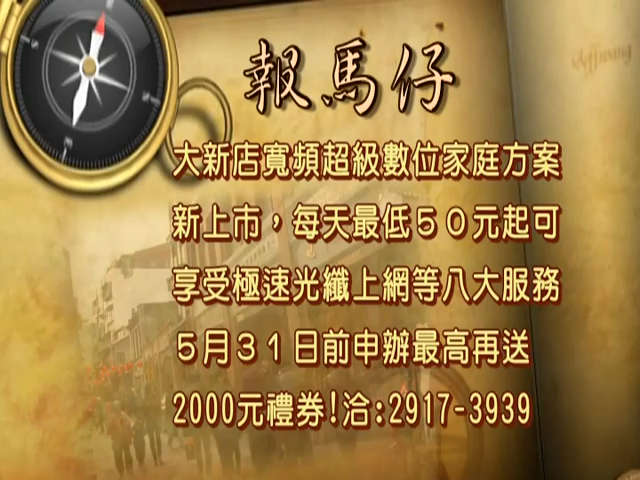 報馬仔
大新店寬頻超級數位家庭方案
新上市，每天最低５０元起可
享受極速光纖上網等八大服務
５月３１日前申辦最高再送
2000元禮券!洽:2917-3939